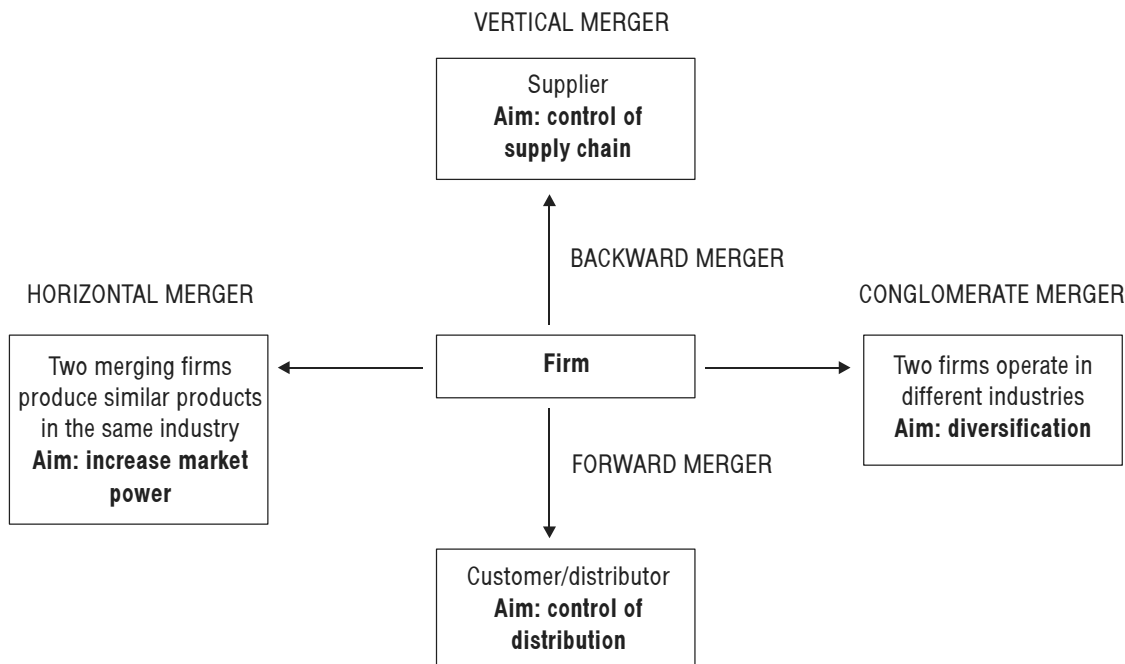 VERTICAL MERGER
Supplier
Aim: control of
supply chain
BACKWARD MERGER
HORIZONTAL MERGER
Two merging firms
produce similar products
in the same industry
Aim: increase market
power
Firm
CONGLOMERATE MERGER
Two firms operate in
different industries
Aim: diversification
FORWARD MERGER
Customer/distributor
Aim: control of
distribution